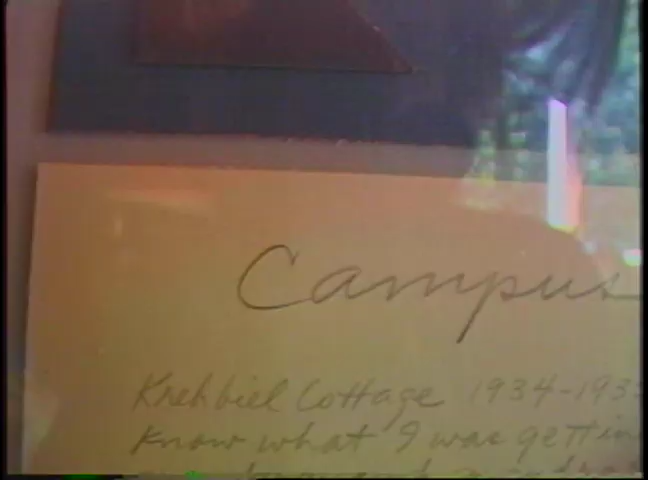 Campus
Krehbiel Cottage 1934-193
know what I was gettin